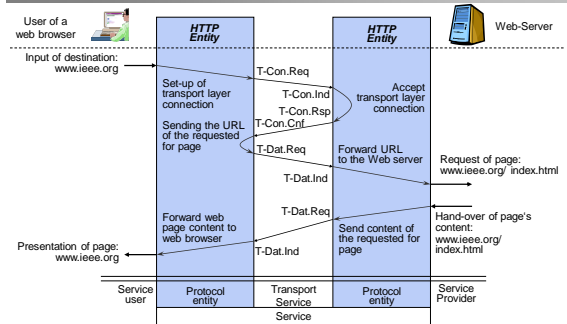 User of a
web browser
HTTP
Entity
HTTP
Entity
Web-Server
Input of destination:
www.ieee.org
T-Con.Req
Set-up of
transport layer
connection
T-Con.Ind
Accept
transport layer
connection
T-Con.Rsp
T-Con.Cnf
Sending the URL
of the requested
for page
T-Dat.Req
Forward URL
to the Web server
T-Dat.Ind
Request of page:
www.ieee.org/ index.html
T-Dat.Req
Forward web
page content to
web browser
Send content of
the requested for
page
Hand-over of page's
content:
www.ieee.org/
index.html
Presentation of page:
www.ieee.org
T-Dat.Ind
Service
user
Protocol
entity
Transport
Service
Protocol
entity
Service
Provider
Service